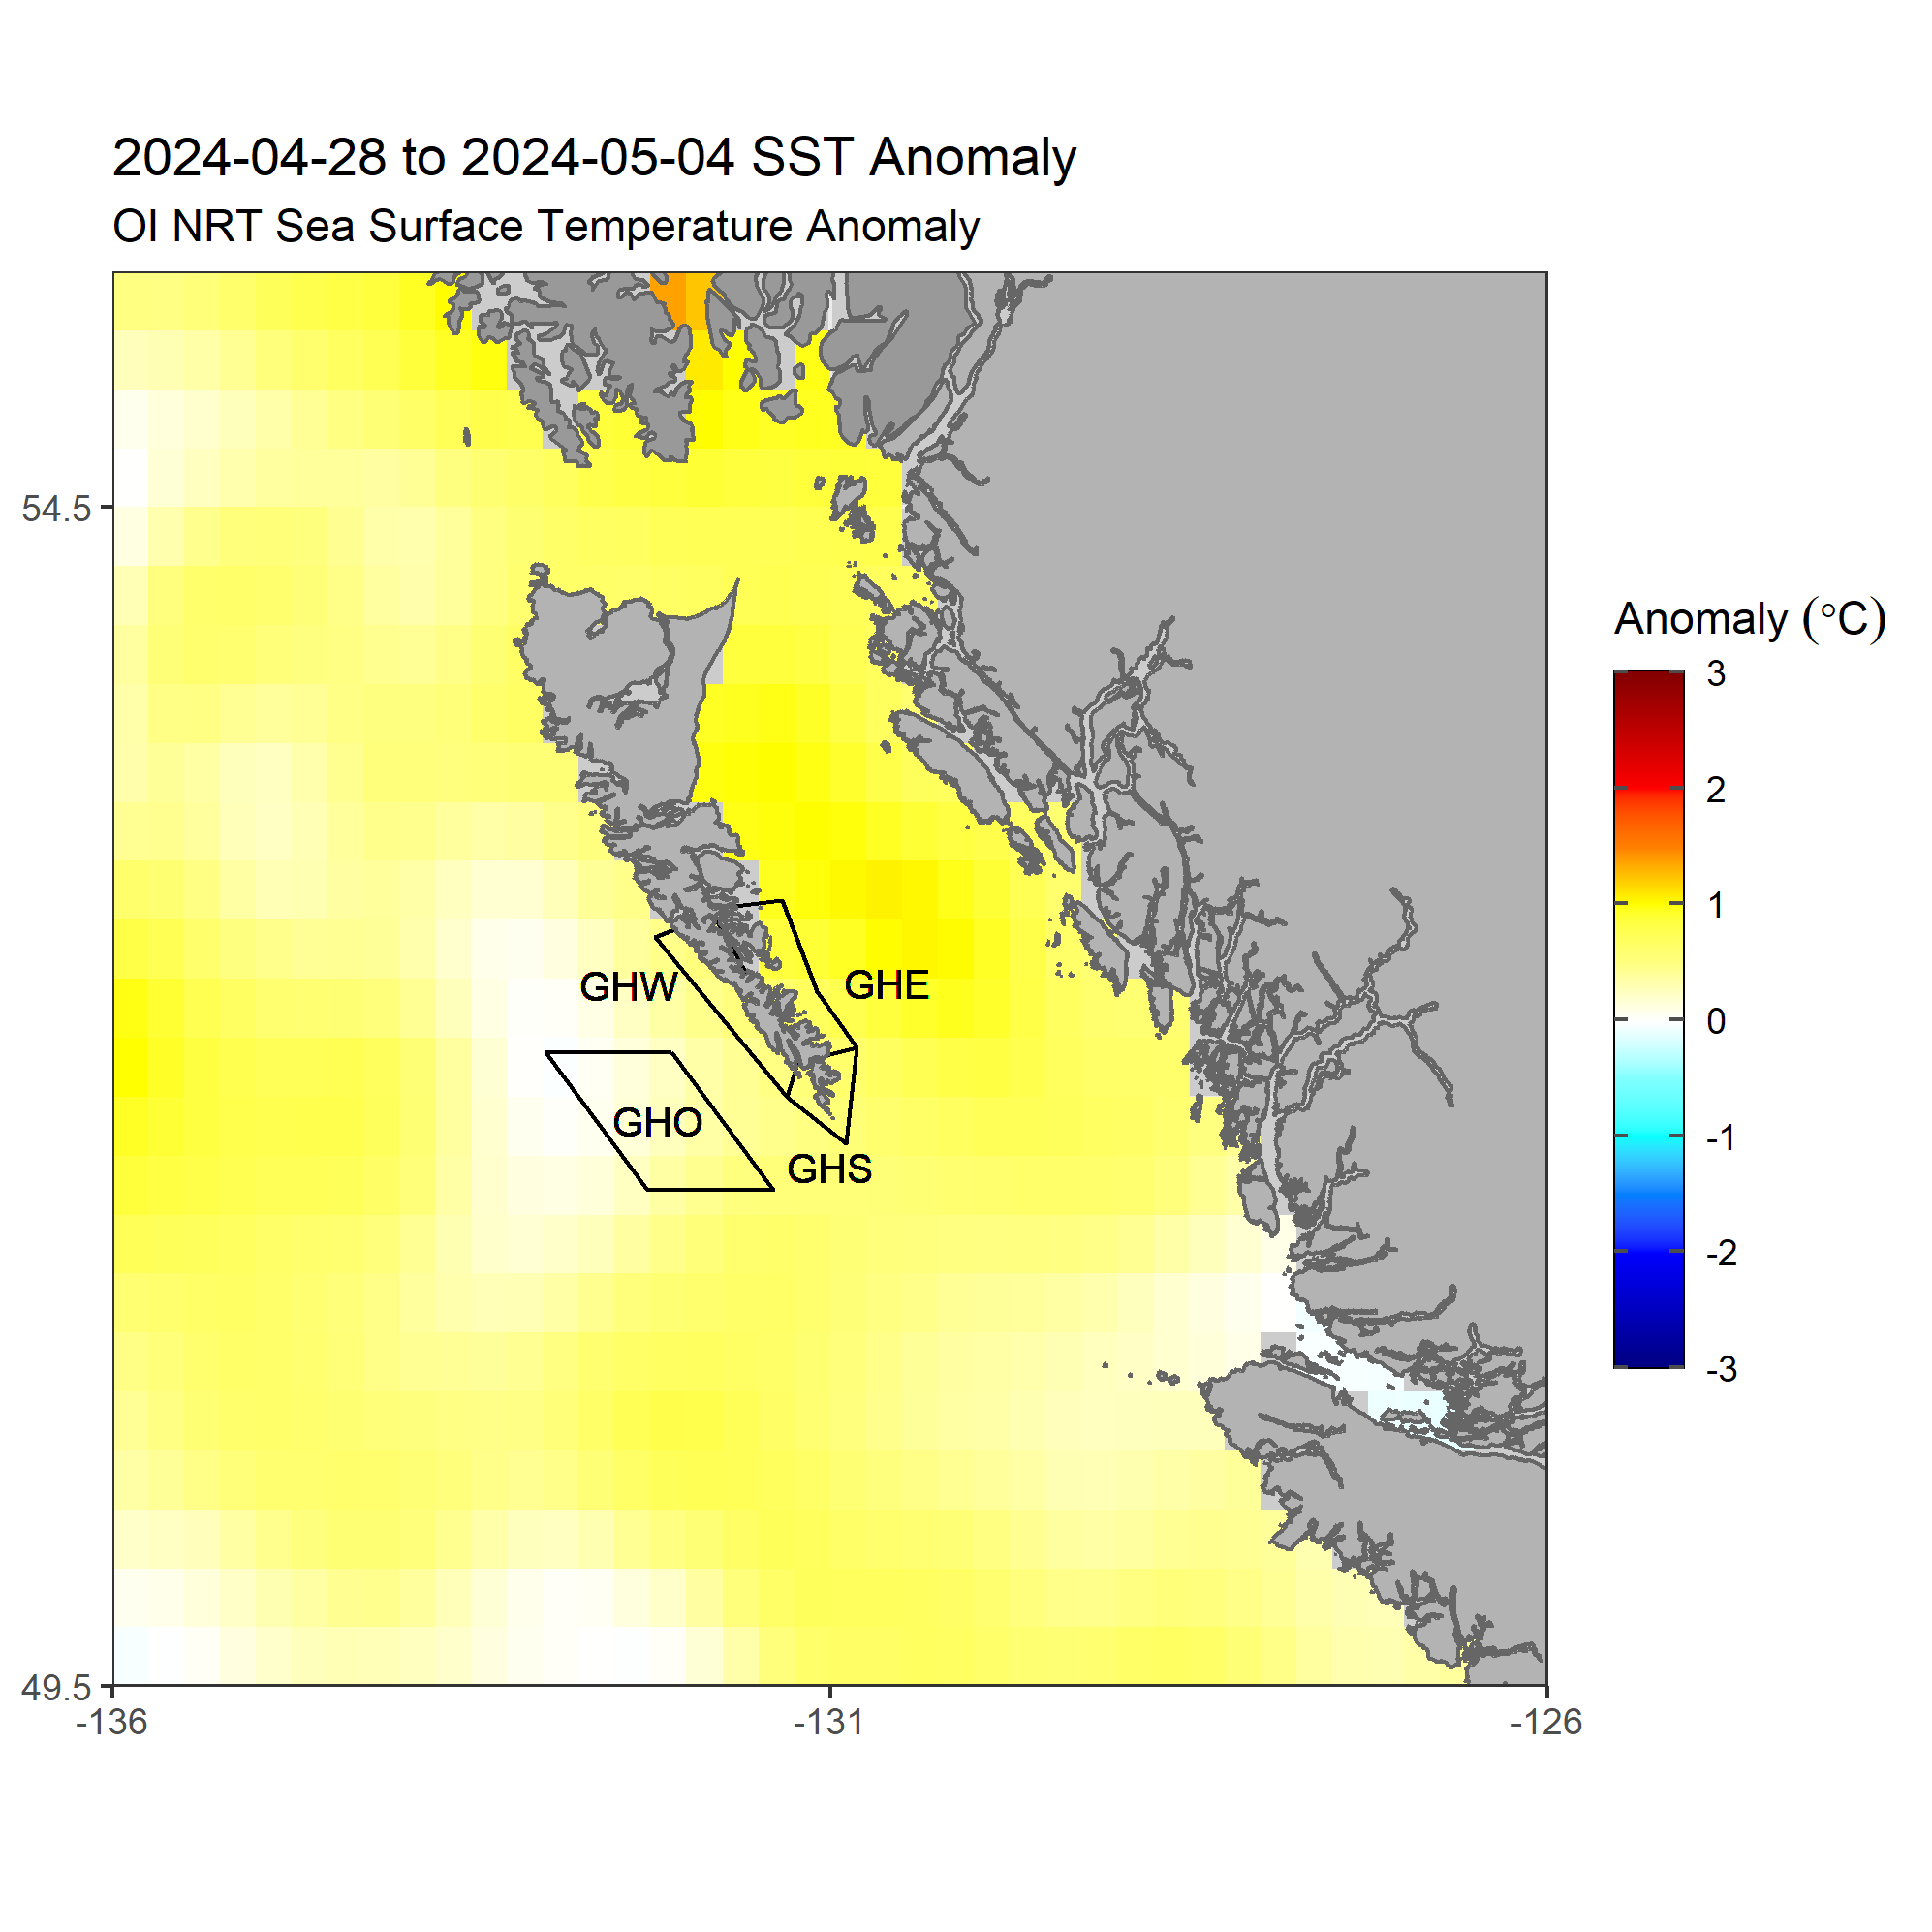 2024-04-28 to 2024-05-04 SST Anomaly
OI NRT Sea Surface Temperature Anomaly
54.5
49.5
-136
-131
-126
GHW
GHE
GHO
GHS
Anomaly (°C)
3
2
1
0
-1
-2
-3